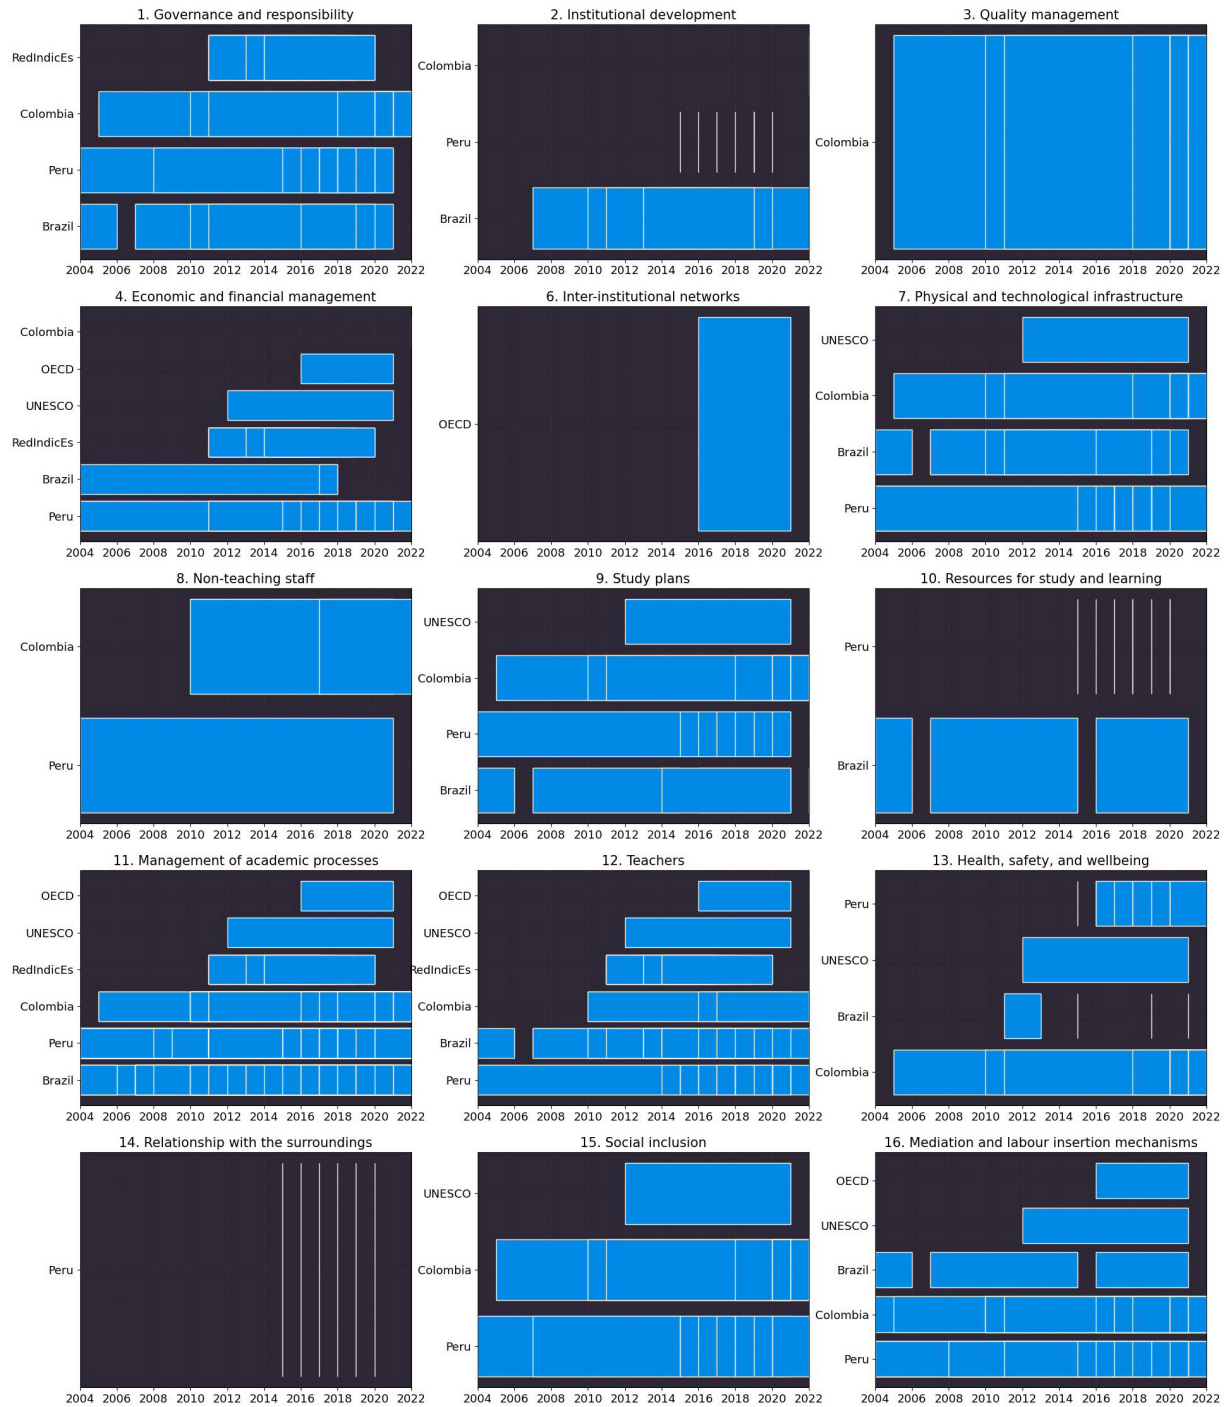 1. Governance and responsibility
RedIndicEs
Colombia
Peru
Brazil
2004 2006 2008 2010 2012 2014 2016 2018 2020 2022
2. Institutional development
Colombia
Peru
Brazil
2004 2006 2008 2010 2012 2014 2016 2018 2020 2022
3. Quality management
Colombia
2004 2006 2008 2010 2012 2014 2016 2018 2020 2022
4. Economic and financial management
Colombia
OECD
UNESCO
RedIndicEs
Brazil
Peru
2004 2006 2008 2010 2012 2014 2016 2018 2020 2022
6. Inter-institutional networks
OECD
2004 2006 2008 2010 2012 2014 2016 2018 2020 2022
7. Physical and technological infrastructure
UNESCO
Colombia
Brazil
Peru
2004 2006 2008 2010 2012 2014 2016 2018 2020 2022
8. Non-teaching staff
Colombia
Peru
2004 2006 2008 2010 2012 2014 2016 2018 2020 2022
9. Study plans
UNESCO
Colombia
Peru
Brazil
2004 2006 2008 2010 2012 2014 2016 2018 2020 2022
10. Resources for study and learning
Peru
Brazil
2004 2006 2008 2010 2012 2014 2016 2018 2020 2022
11. Management of academic processes
OECD
UNESCO
RedIndicEs
Colombia
Peru
Brazil
2004 2006 2008 2010 2012 2014 2016 2018 2020 2022
12. Teachers
OECD
UNESCO
RedIndicEs
Colombia
Brazil
Peru
2004 2006 2008 2010 2012 2014 2016 2018 2020 2022
13. Health, safety, and wellbeing
Peru
UNESCO
Brazil
Colombia
2004 2006 2008 2010 2012 2014 2016 2018 2020 2022
14. Relationship with the surroundings
Peru
2004 2006 2008 2010 2012 2014 2016 2018 2020 2022
15. Social inclusion
UNESCO
Colombia
Peru
2004 2006 2008 2010 2012 2014 2016 2018 2020 2022
16. Mediation and labour insertion mechanisms
OECD
UNESCO
Brazil
Colombia
Peru
2004 2006 2008 2010 2012 2014 2016 2018 2020 2022